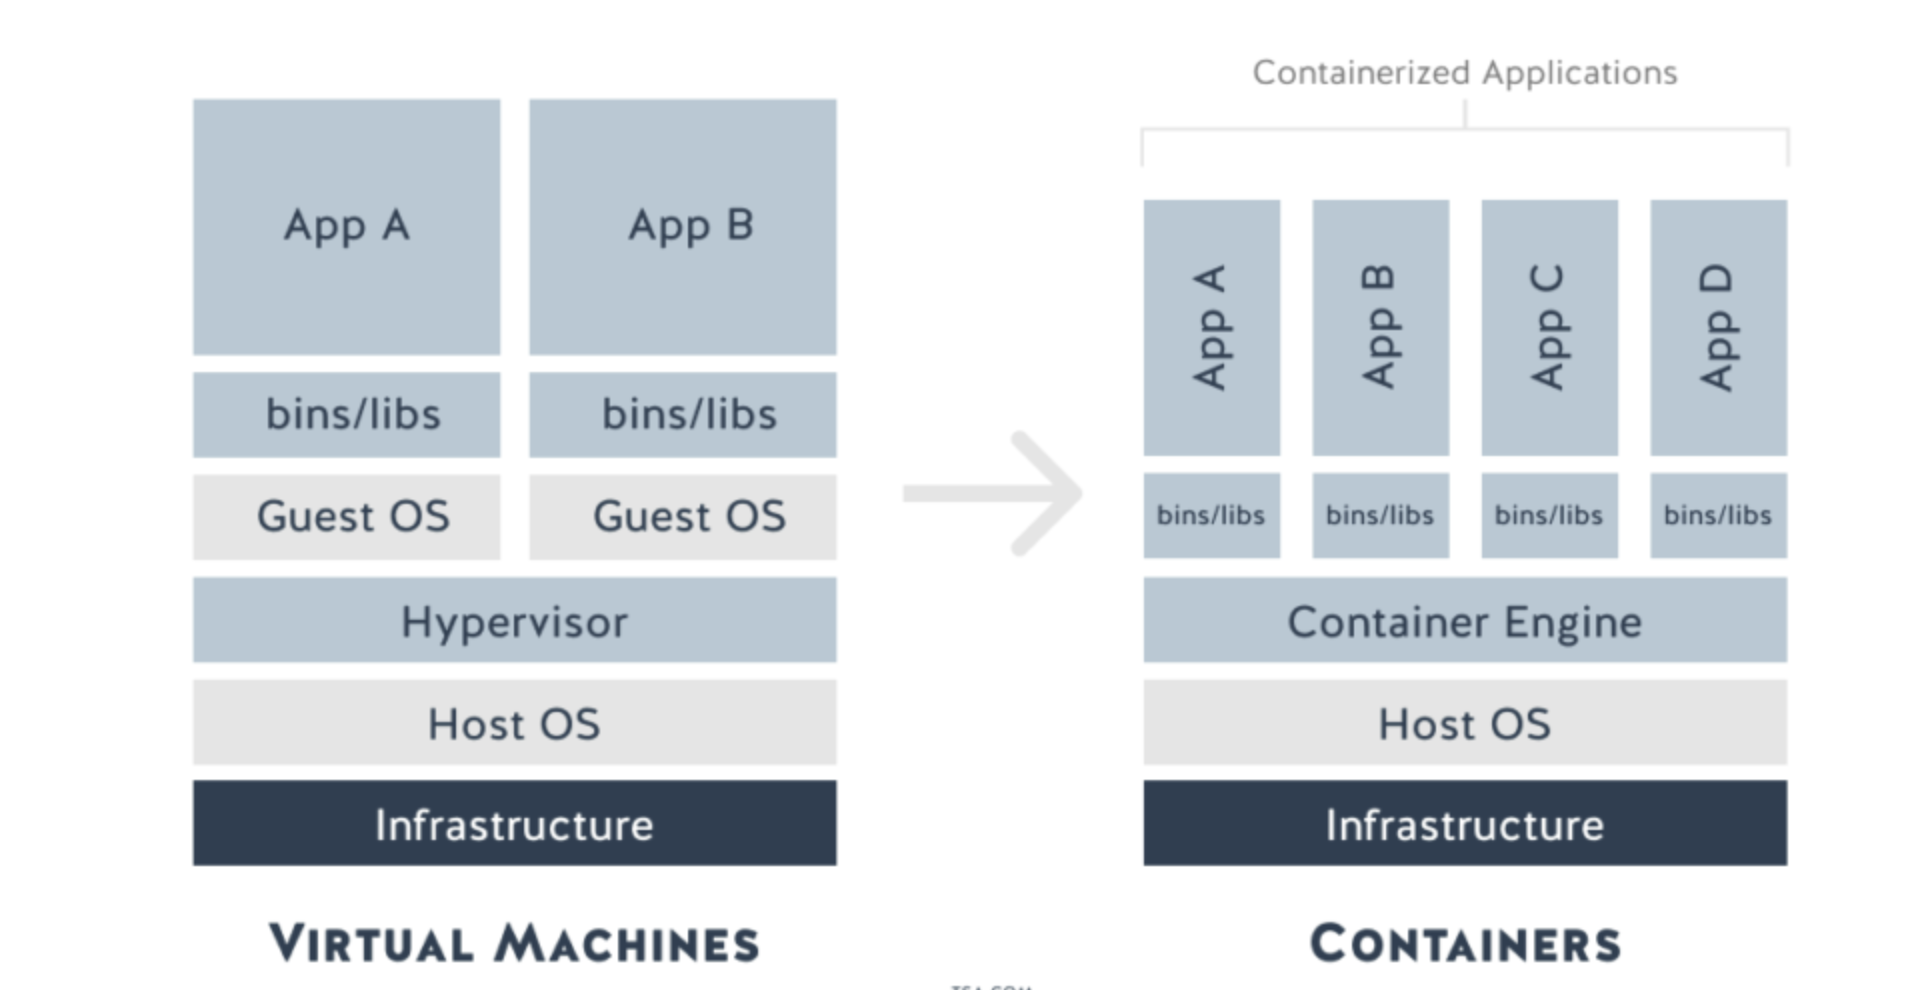 Containerized Applications
App A
App B
bins/libs
bins/libs
Guest OS
Guest OS
Hypervisor
Host OS
Infrastructure
VIRTUAL MACHINES
App A
App B
App C
App D
bins/libs
bins/libs
bins/libs
bins/libs
Container Engine
Host OS
Infrastructure
CONTAINERS